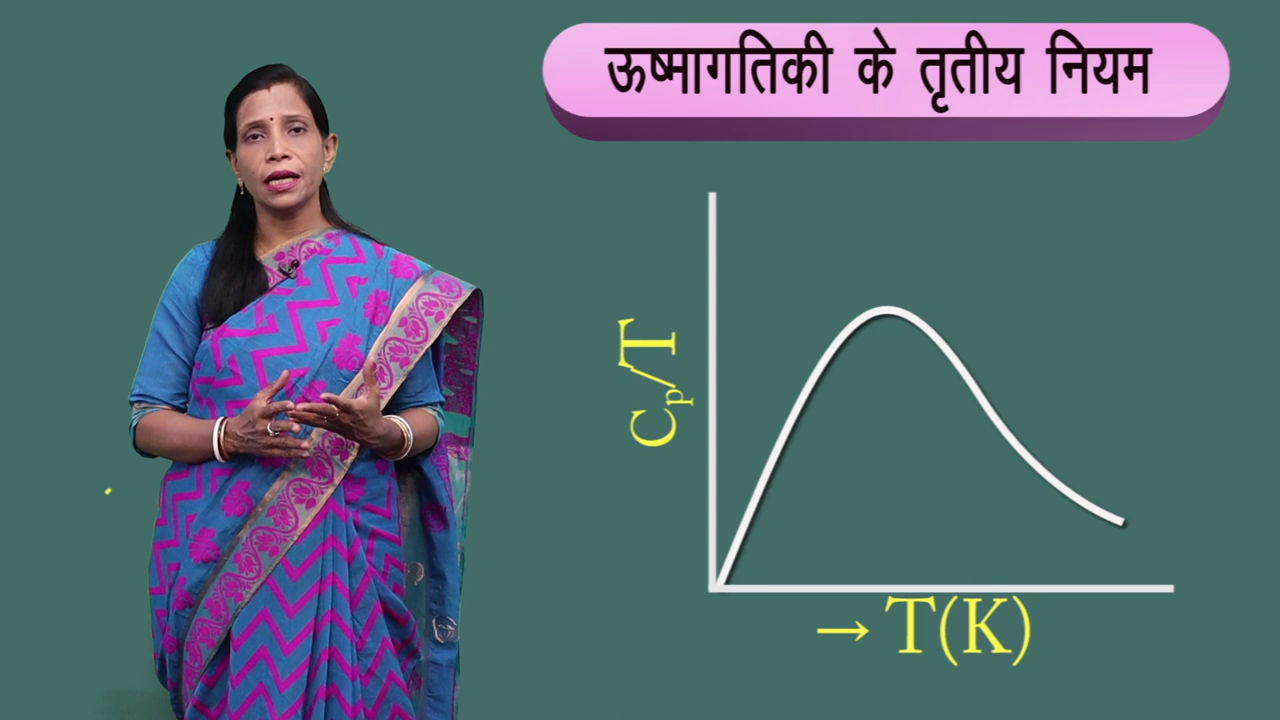 ऊष्मागतिकी के तृतीय नियम
Cp/T
→ T(K)